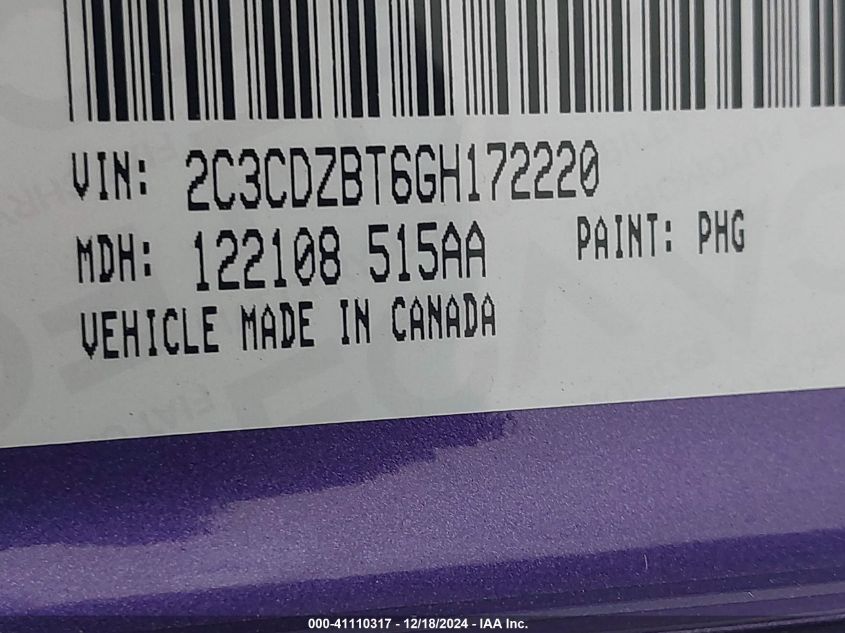 VIN: 2C3CDZBT6GH172220
MDH: 122108 515AA PAINT: PHG
VEHICLE MADE IN CANADA
000-41110317 - 12/18/2024 - IAA Inc.